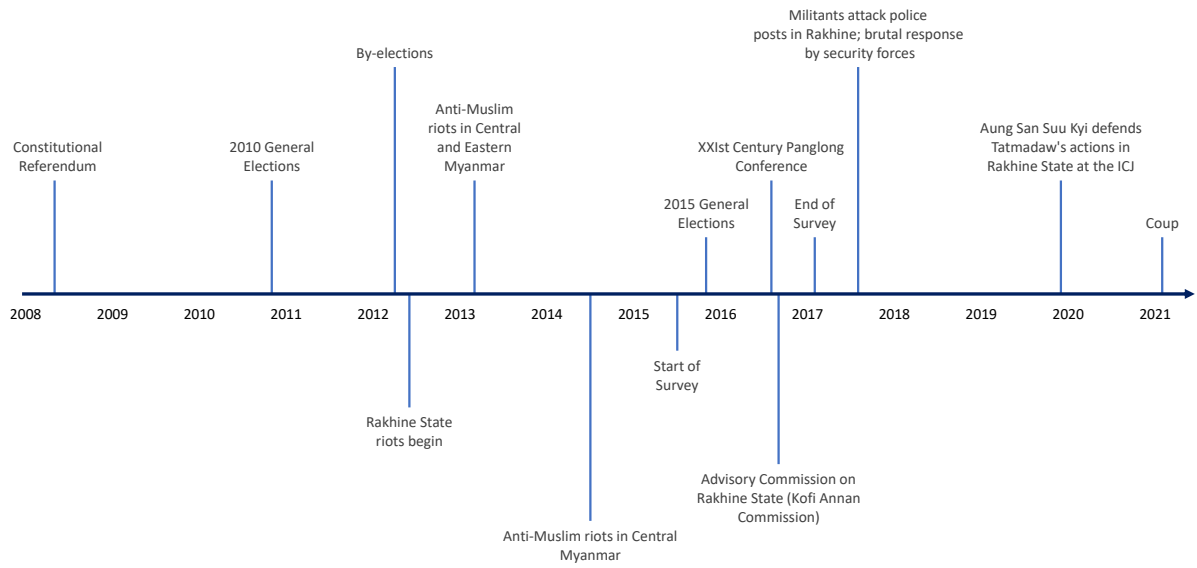 Militants attack police
posts in Rakhine; brutal response
by security forces
By-elections
Anti-Muslim
riots in Central
and Eastern
Myanmar
Constitutional
Referendum
2010 General
Elections
XXIst Century Panglong
Conference
Aung San Suu Kyi defends
Tatmadaw's actions in
Rakhine State at the ICJ
2015 General
Elections
End of
Survey
Coup
2008 2009 2010 2011 2012 2013 2014 2015 2016 2017 2018 2019 2020 2021
Start of
Survey
Rakhine State
riots begin
Advisory Commission on
Rakhine State (Kofi Annan
Commission)
Anti-Muslim riots in Central
Myanmar